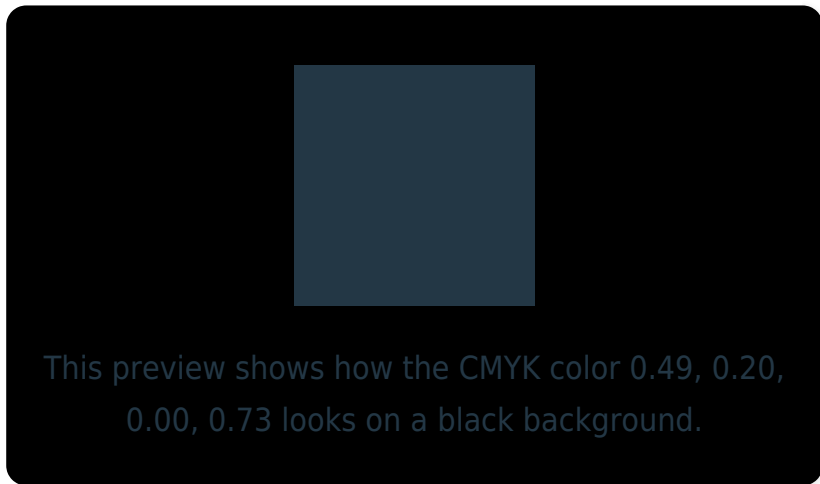 This preview shows how the CMYK color 0.49, 0.20,
0.00, 0.73 looks on a black background.